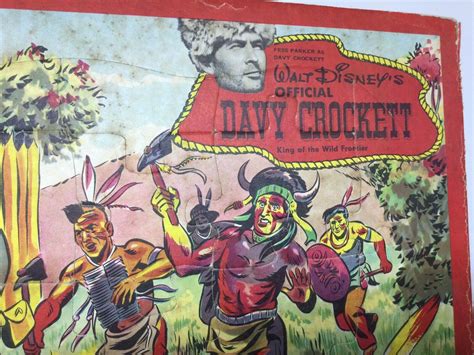 FESS PARKER AS
DAVY CROCKETT
WALT DISNEY'S
OFFICIAL
DAVY CROCKETT
King of the Wild Frontier